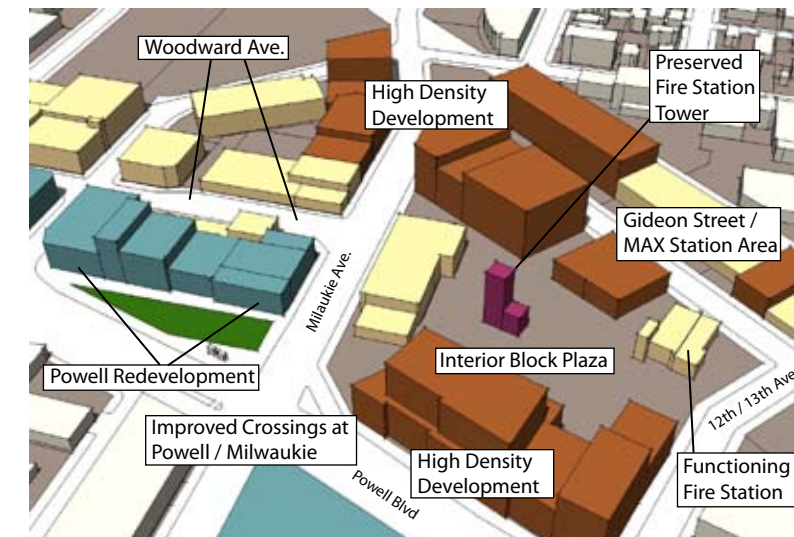 Woodward Ave.
High Density
Development
Preserved
Fire Station
Tower
Gideon Street /
MAX Station Area
Milaukie Ave.
Interior Block Plaza
Powell Redevelopment
12th / 13th Ave
Improved Crossings at
Powell / Milwaukie
High Density
Development
Functioning
Fire Station
Powell Blvd